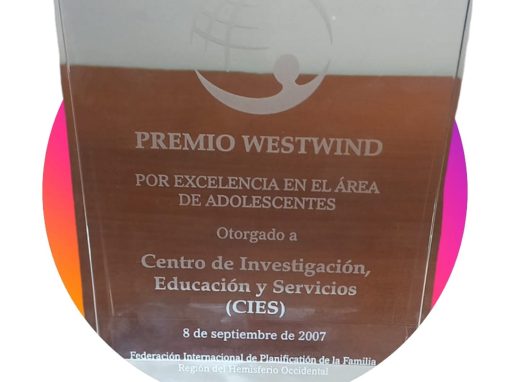 PREMIO WESTWIND
POR EXCELENCIA EN EL ÁREA
DE ADOLESCENTES
Otorgado a
Centro de Investigación,
Educación y Servicios
(CIES)
8 de septiembre de 2007
Federación Internacional de Planificatión de la Familia
Región del Hemisferio Occidental